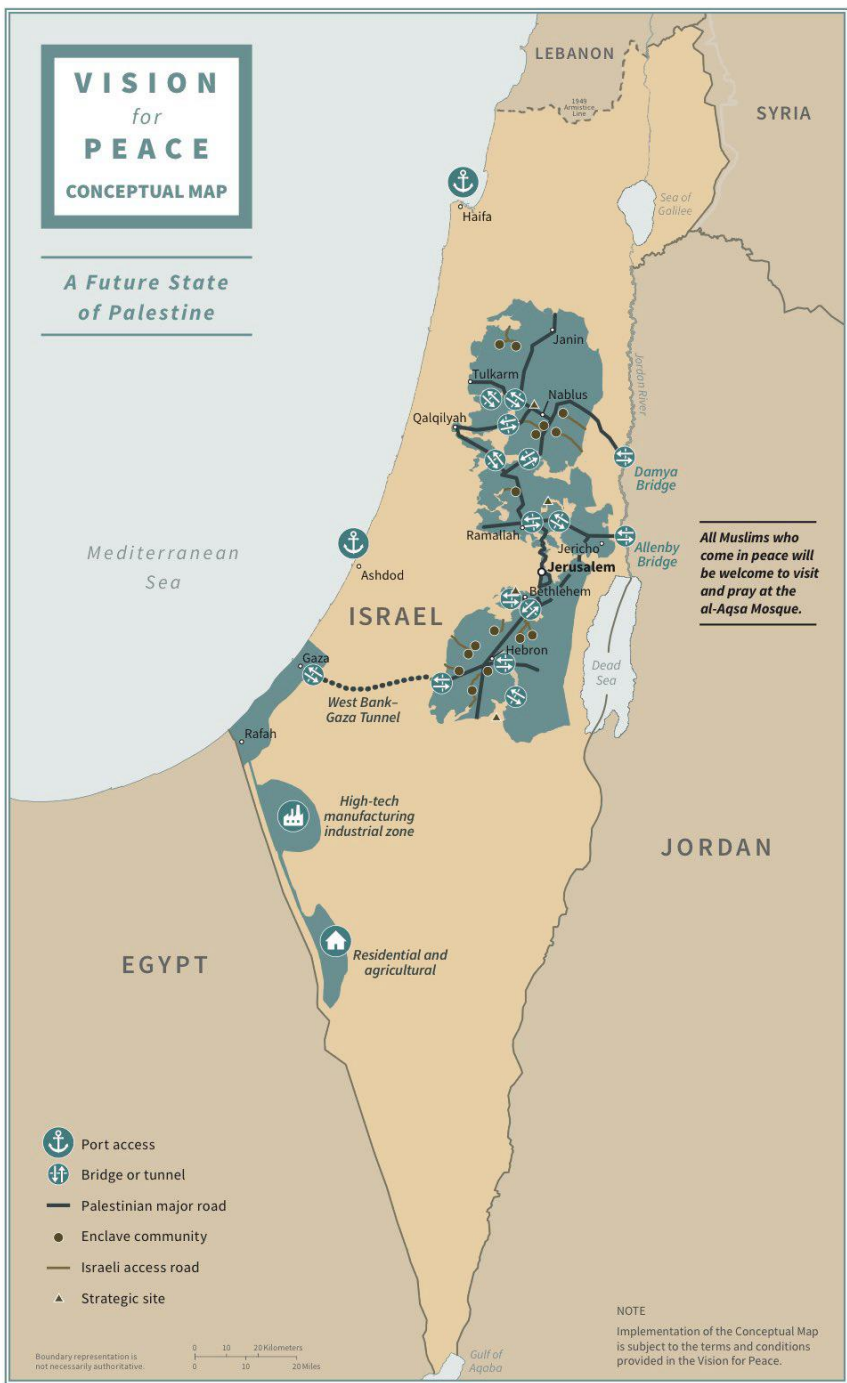 VISION
for
PEACE
CONCEPTUAL MAP
A Future State
of Palestine
LEBANON
1949
Armistice
Line
SYRIA
Sea of
Galilee
Haifa
Janin
Tulkarm
Nablus
Jordan River
Qalqilyah
Damya
Bridge
Ramallah
Jericho
Allenby
Bridge
All Muslims who
come in peace will
be welcome to visit
and pray at the
al-Aqsa Mosque.
Mediterranean
Sea
Ashdod
Jerusalem
Bethlehem
ISRAEL
Hebron
Gaza
Dead
Sea
West Bank–
Gaza Tunnel
Rafah
High-tech
manufacturing
industrial zone
JORDAN
EGYPT
Residential and
agricultural
Port access
Bridge or tunnel
Palestinian major road
Enclave community
Israeli access road
Strategic site
Boundary representation is
not necessarily authoritative.
0 10 20 Kilometers
0 10 20 Miles
Gulf of
Aqaba
NOTE
Implementation of the Conceptual Map
is subject to the terms and conditions
provided in the Vision for Peace.